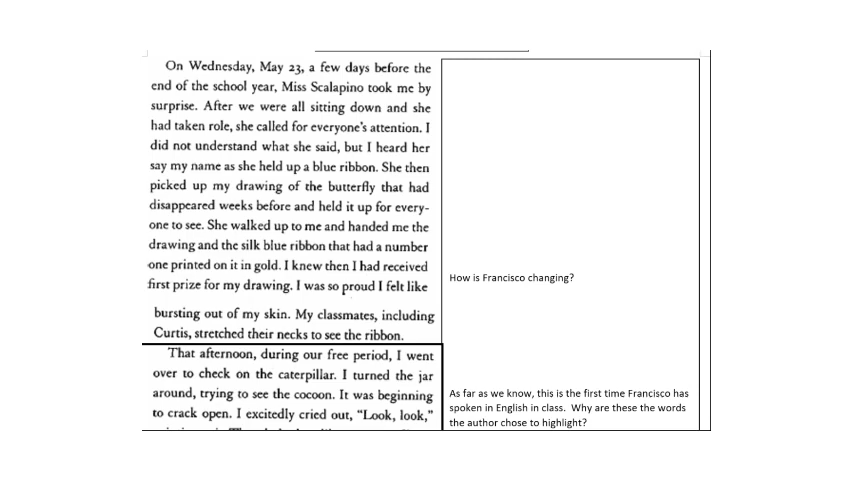 On Wednesday, May 23, a few days before the
end of the school year, Miss Scalapino took me by
surprise. After we were all sitting down and she
had taken role, she called for everyone's attention. I
did not understand what she said, but I heard her
say my name as she held up a blue ribbon. She then
picked up my drawing of the butterfly that had
disappeared weeks before and held it up for every-
one to see. She walked up to me and handed me the
drawing and the silk blue ribbon that had a number
one printed on it in gold. I knew then I had received
first prize for my drawing. I was so proud I felt like
bursting out of my skin. My classmates, including
Curtis, stretched their necks to see the ribbon.
That afternoon, during our free period, I went
over to check on the caterpillar. I turned the jar
around, trying to see the cocoon. It was beginning
to crack open. I excitedly cried out, “Look, look,”
How is Francisco changing?
As far as we know, this is the first time Francisco has
spoken in English in class.  Why are these the words
the author chose to highlight?